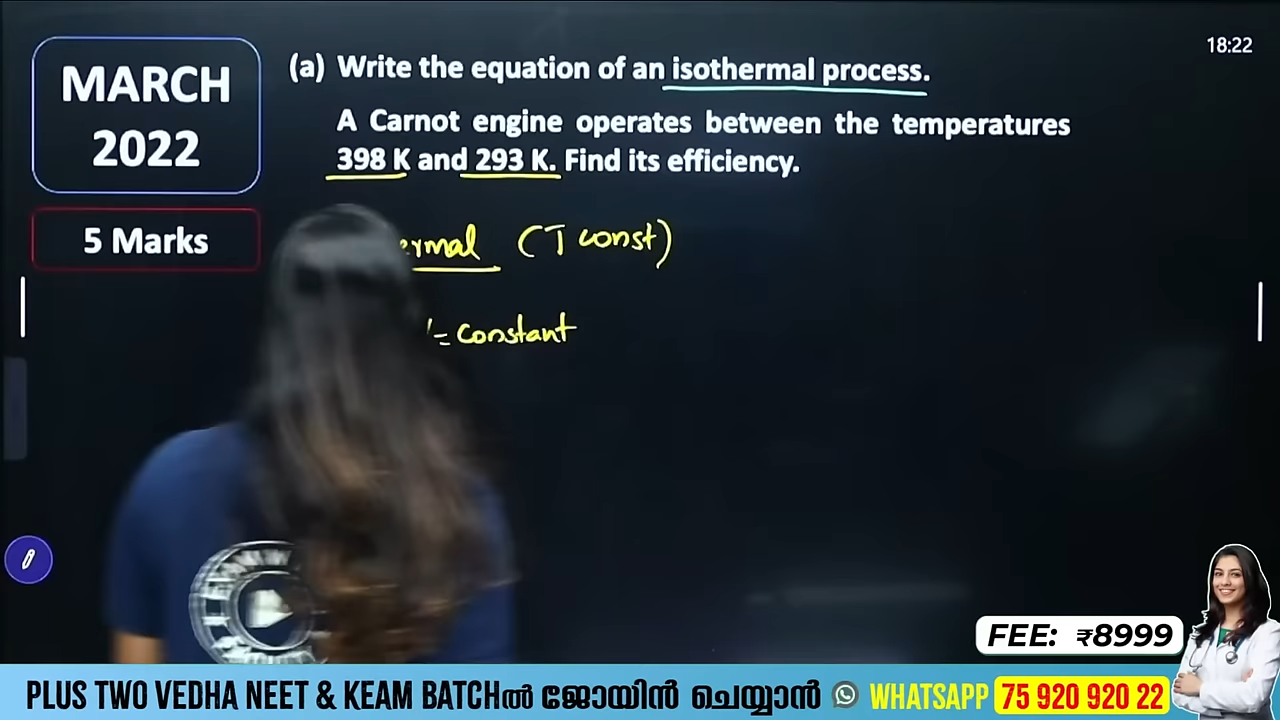 18:22
MARCH
2022
5 Marks
(a) Write the equation of an isothermal process.
A Carnot engine operates between the temperatures
398 K and 293 K. Find its efficiency.
(T const)
= constant
FEE: ₹8999
PLUS TWO VEDHA NEET & KEAM BATCHൽ ജോയിൻ ചെയ്യാൻ WHATSAPP 75 920 920 22